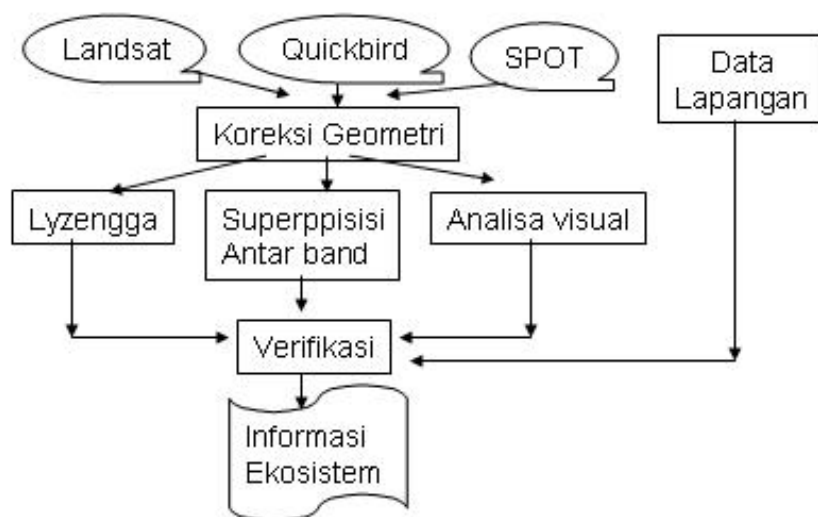 Landsat
Quickbird
SPOT
Data
Lapangan
Koreksi Geometri
Lyzengga
Superppisisi
Antar band
Analisa visual
Verifikasi
Informasi
Ekosistem